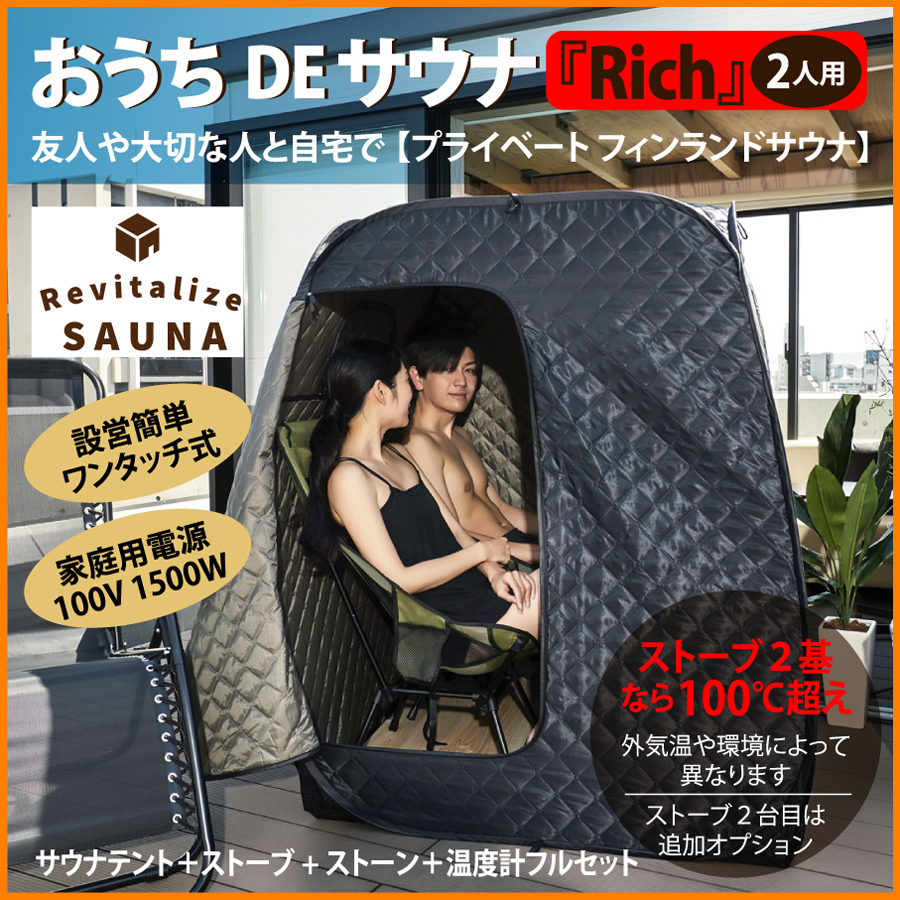 おうち DE サウナ『Rich』2人用
友人や大切な人と自宅で【プライベート フィンランドサウナ】
Revitalize
SAUNA
設営簡単
ワンタッチ式
家庭用電源
100V 1500W
ストーブ 2 基
なら100℃超え
外気温や環境によって
異なります
ストーブ 2 台目は
追加オプション
サウナテント＋ストーブ＋ストーン＋温度計フルセット